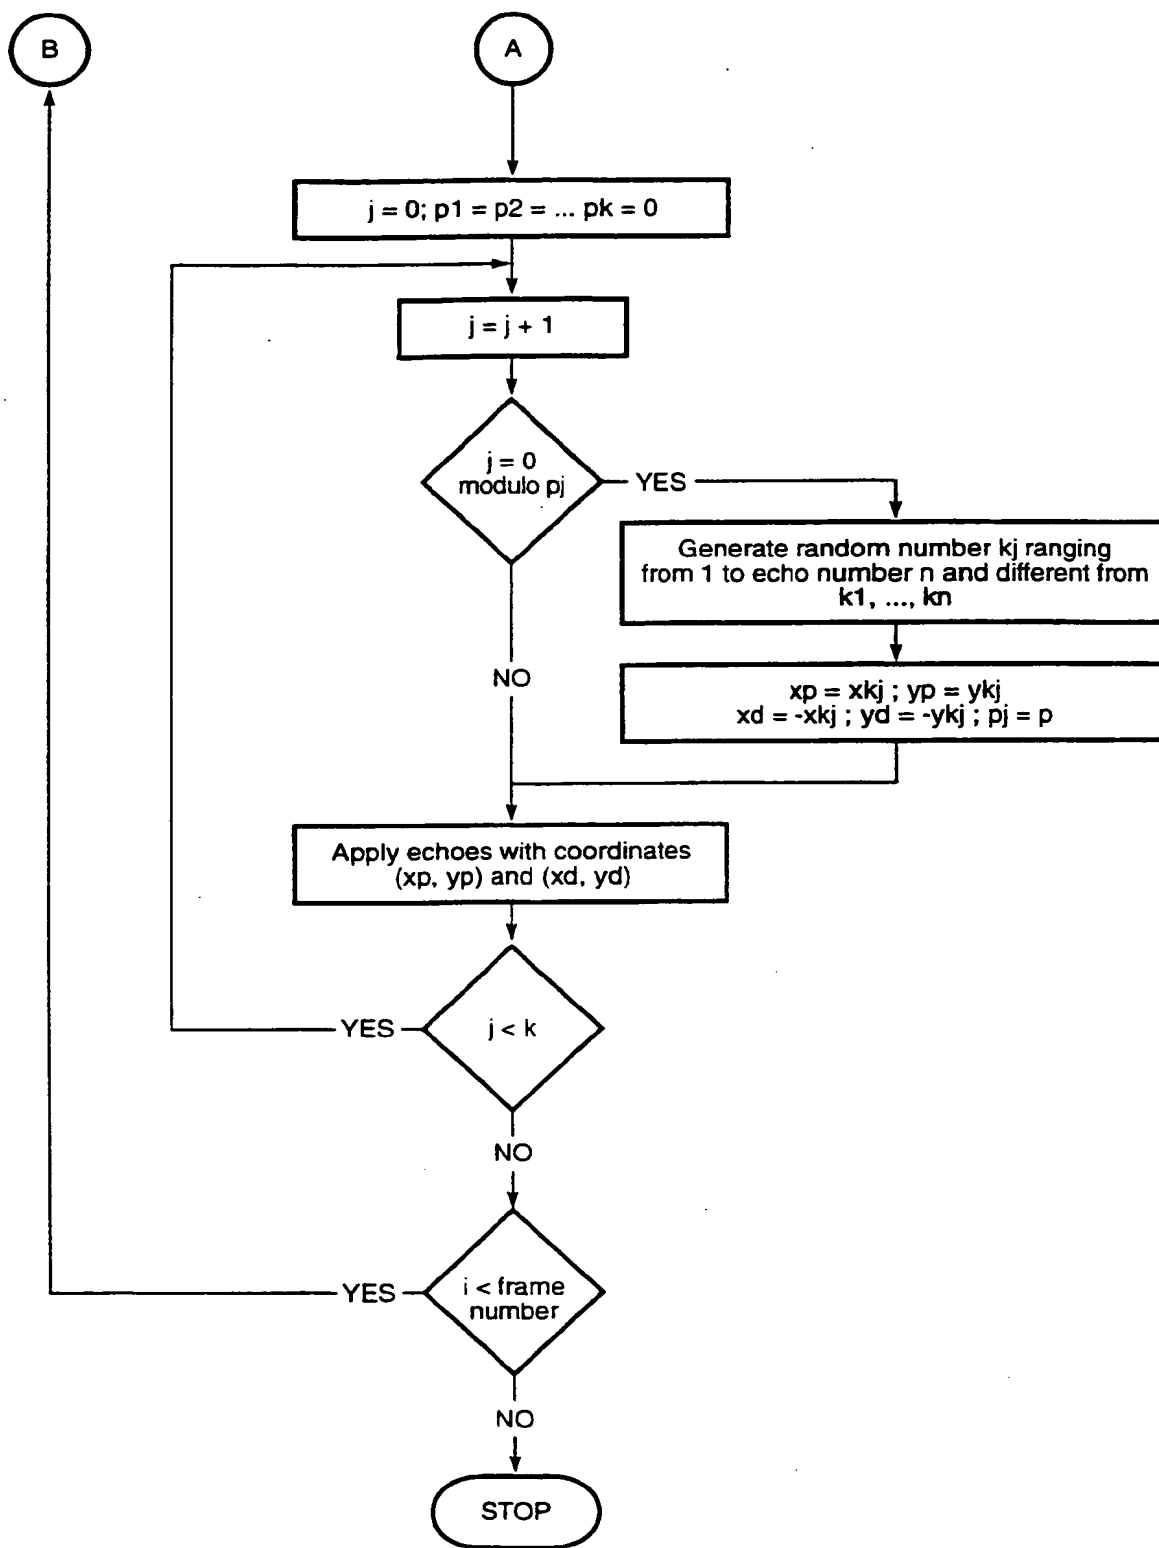 B
A
j = 0; p1 = p2 = ... pk = 0
j = j + 1
j = 0
modulo pj
YES
Generate random number kj ranging
from 1 to echo number n and different from
k1, ..., kn
NO
xp = xkj ; yp = ykj
xd = -xkj ; yd = -ykj ; pj = p
Apply echoes with coordinates
(xp, yp) and (xd, yd)
YES
j < k
NO
YES
i < frame
number
NO
STOP